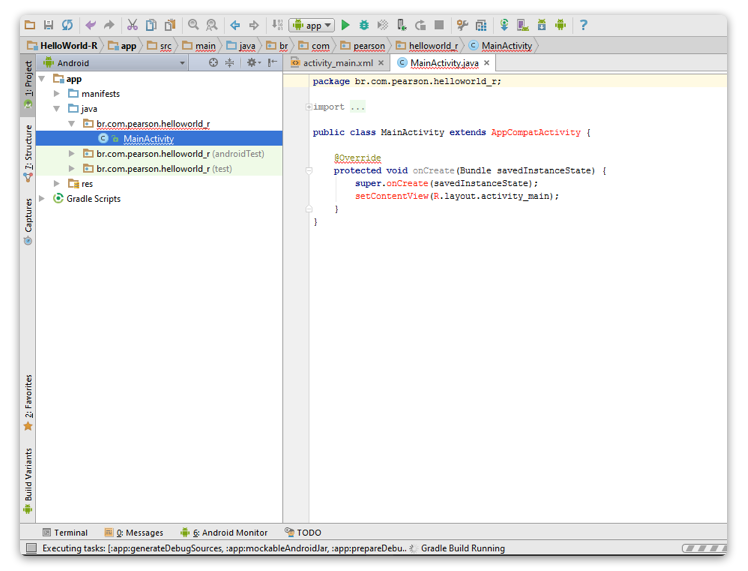 app
HelloWorld-R app src main java br com pearson helloworld_r MainActivity
1: Project
7: Structure
Captures
2: Favorites
Build Variants
Android
app
manifests
java
br.com.pearson.helloworld_r
MainActivity
br.com.pearson.helloworld_r (androidTest)
br.com.pearson.helloworld_r (test)
res
Gradle Scripts
activity_main.xml MainActivity.java
package br.com.pearson.helloworld_r;
import ...
public class MainActivity extends AppCompatActivity {
@Override
protected void onCreate(Bundle savedInstanceState) {
super.onCreate(savedInstanceState);
setContentView(R.layout.activity_main);
}
}
Terminal 0: Messages 6: Android Monitor TODO
Executing tasks: [:app:generateDebugSources, :app:mockableAndroidJar, :app:prepareDebu... Gradle Build Running